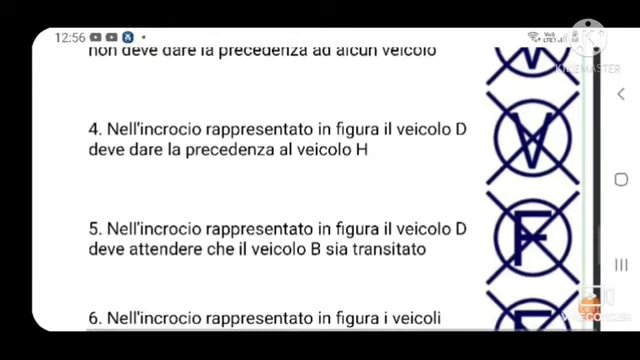 12:56
KINEMASTER
non deve dare la precedenza ad alcun veicolo
V
4. Nell'incrocio rappresentato in figura il veicolo D
deve dare la precedenza al veicolo H
V
5. Nell'incrocio rappresentato in figura il veicolo D
deve attendere che il veicolo B sia transitato
F
6. Nell'incrocio rappresentato in figura i veicoli
F